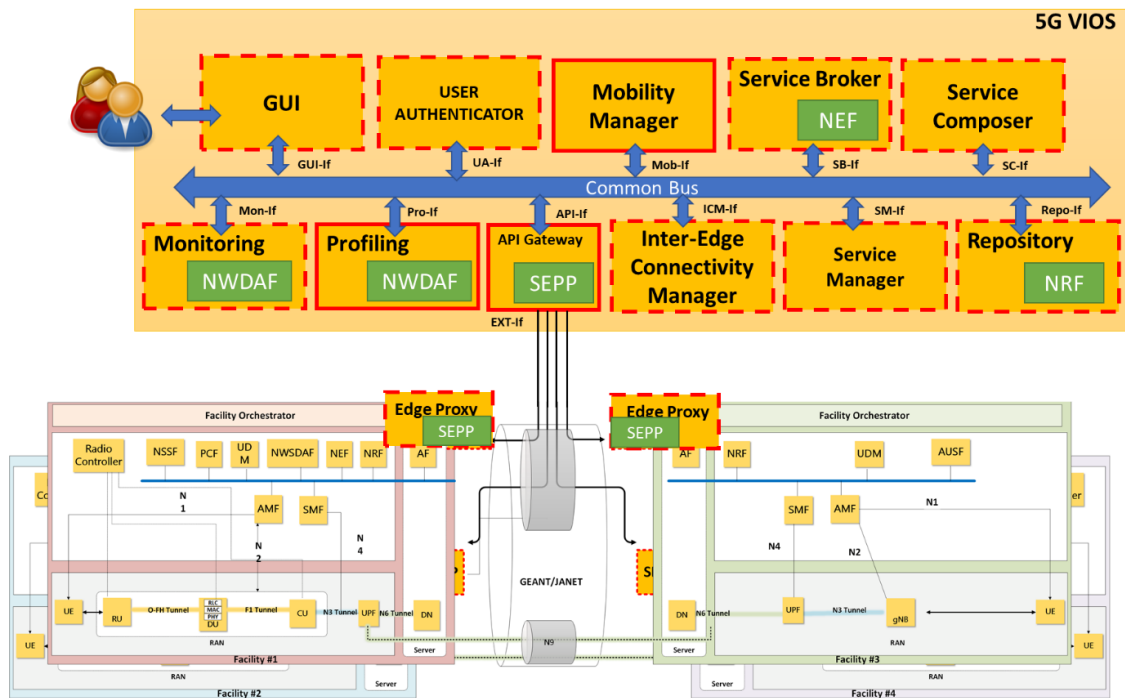 5G VIOS
GUI
USER
AUTHENTICATOR
Mobility
Manager
Service Broker
NEF
Service
Composer
GUI-If
UA-If
Mob-If
SB-If
SC-If
Common Bus
Mon-If
Pro-If
API-If
ICM-If
SM-If
Repo-If
Monitoring
NWDAF
Profiling
NWDAF
API Gateway
SEPP
Inter-Edge
Connectivity
Manager
Service
Manager
Repository
NRF
EXT-If
Edge Proxy
SEPP
Edge Proxy
SEPP
Facility Orchestrator
Radio
Controller
NSSF
PCF
UD
M
NWSDAF
NEF
NRF
AF
N
1
AMF
SMF
N
2
N
4
UE
RU
O-FH Tunnel
RLC
MAC
PHY
DU
F1 Tunnel
CU
N3 Tunnel
UPF
N6 Tunnel
DN
RAN
Server
Facility #1
UE
RAN
Server
Facility #2
GEANT/JANET
N9
Facility Orchestrator
AF
NRF
UDM
AUSF
SMF
AMF
N1
N4
N2
DN
N6 Tunnel
UPF
N3 Tunnel
gNB
UE
RAN
Server
Facility #3
UE
RAN
Server
Facility #4